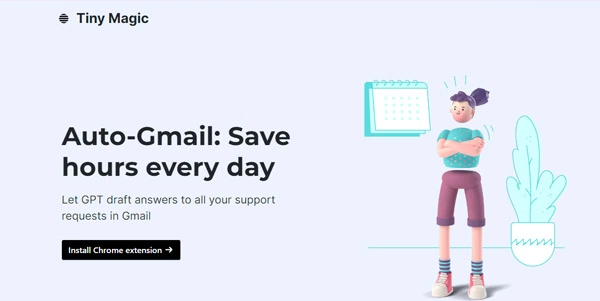 Tiny Magic
Auto-Gmail: Save
hours every day
Let GPT draft answers to all your support
requests in Gmail
Install Chrome extension →